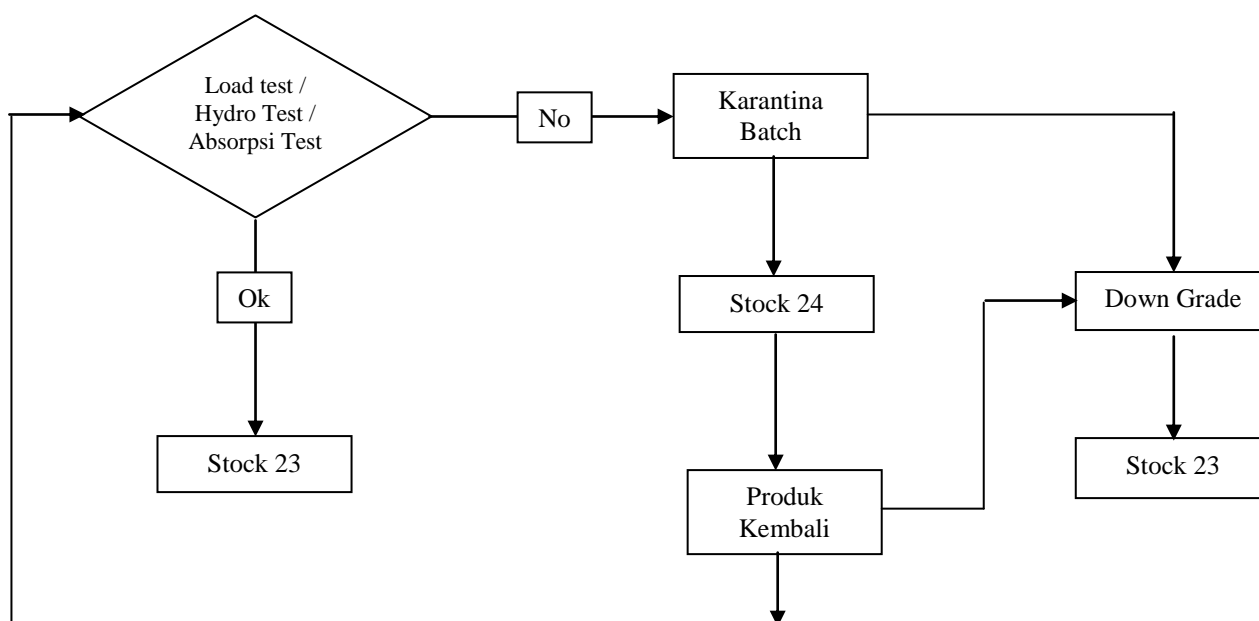 Load test /
Hydro Test /
Absorpsi Test
No
Karantina
Batch
Ok
Stock 24
Down Grade
Stock 23
Stock 23
Produk
Kembali